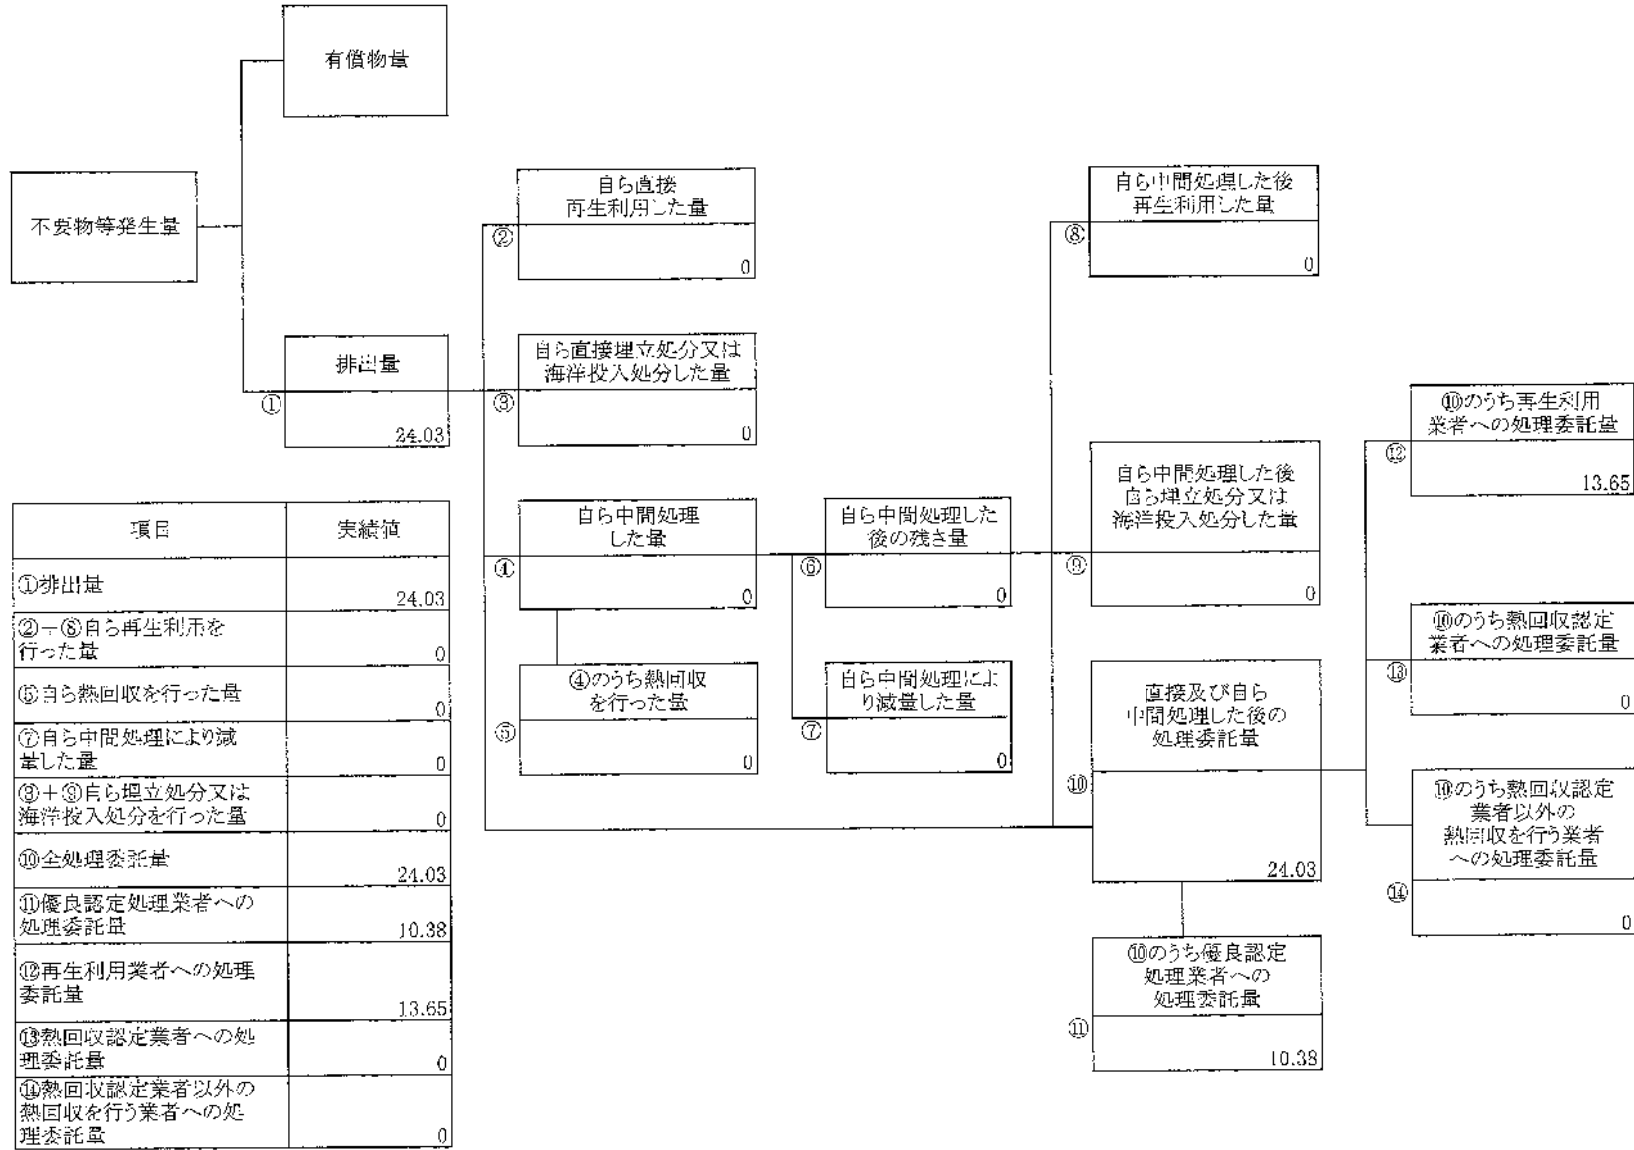 有償物量
不要物等発生量
排出量
①
24.03
自ら直接
再生利用した量
②
0
自ら直接埋立処分又は
海洋投入処分した量
③
0
自ら中間処理
した量
④
0
④のうち熱回収
を行った量
⑤
0
自ら中間処理した
後の残さ量
⑥
0
自ら中間処理によ
り減量した量
⑦
0
自ら中間処理した後
再生利用した量
⑧
0
自ら中間処理した後
自ら埋立処分又は
海洋投入処分した量
⑨
0
直接及び自ら
中間処理した後の
処理委託量
⑩
24.03
⑩のうち優良認定
処理業者への
処理委託量
⑪
10.38
⑩のうち再生利用
業者への処理委託量
⑫
13.65
⑩のうち熱回収認定
業者への処理委託量
⑬
0
⑩のうち熱回収認定
業者以外の
熱回収を行う業者
への処理委託量
⑭
0
項目 実績値
①排出量
24.03
②+⑧自ら再生利用を
行った量 0
⑤自ら熱回収を行った量
0
⑦自ら中間処理により減
量した量 0
③+⑨自ら埋立処分又は
海洋投入処分を行った量 0
⑩全処理委託量
24.03
⑪優良認定処理業者への
処理委託量 10.38
⑫再生利用業者への処理
委託量
13.65
⑬熱回収認定業者への処
理委託量 0
⑭熱回収認定業者以外の
熱回収を行う業者への処
理委託量 0